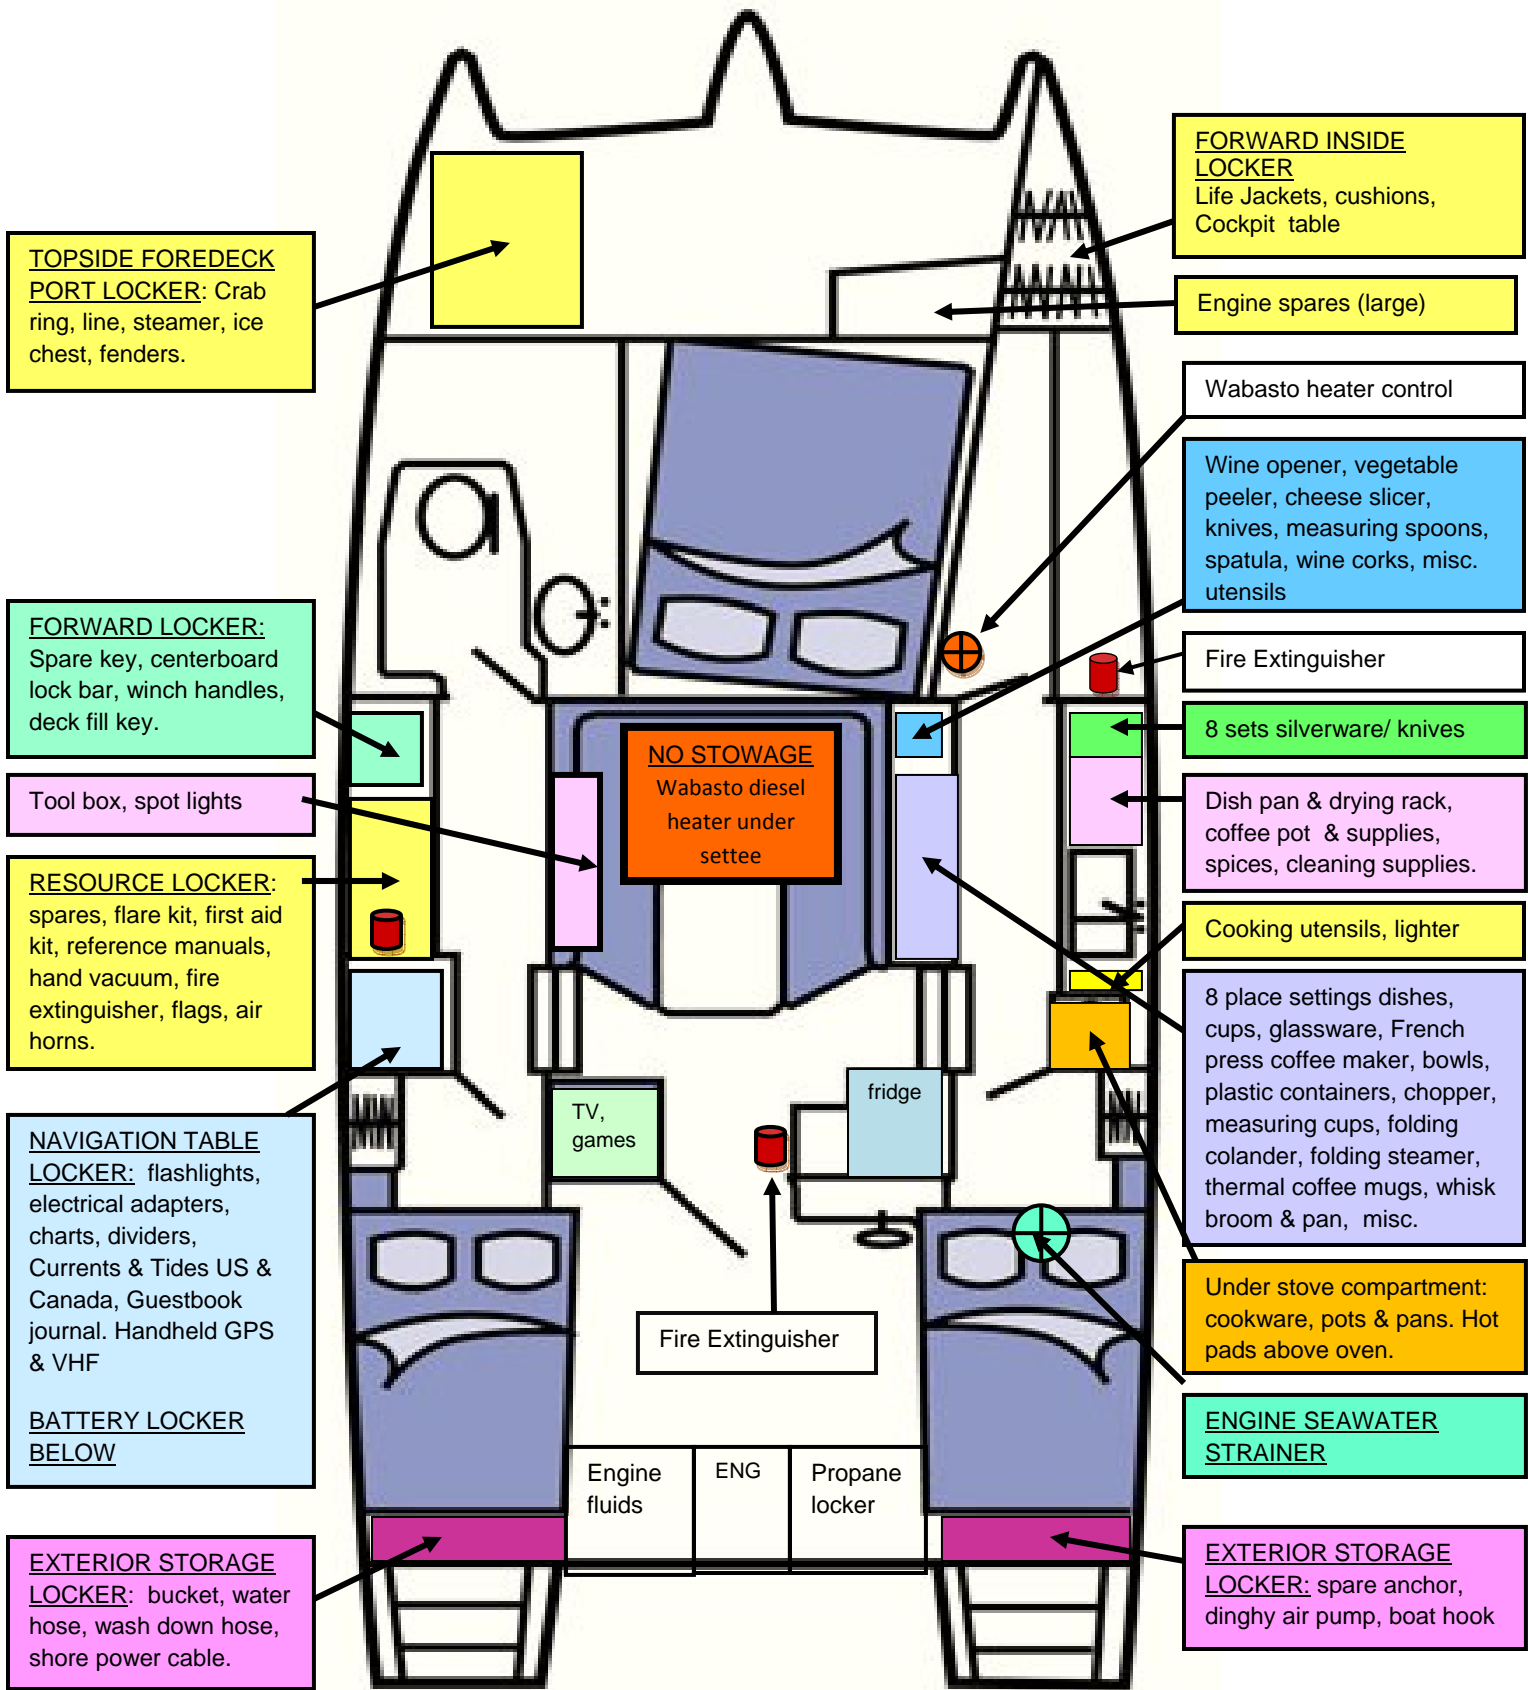 FORWARD INSIDE
LOCKER
Life Jackets, cushions,
Cockpit table
TOPSIDE FOREDECK
PORT LOCKER: Crab
ring, line, steamer, ice
chest, fenders.
Engine spares (large)
Wabasto heater control
Wine opener, vegetable
peeler, cheese slicer,
knives, measuring spoons,
spatula, wine corks, misc.
utensils
FORWARD LOCKER:
Spare key, centerboard
lock bar, winch handles,
deck fill key.
Fire Extinguisher
8 sets silverware/ knives
NO STOWAGE
Wabasto diesel
heater under
settee
Tool box, spot lights
Dish pan & drying rack,
coffee pot & supplies,
spices, cleaning supplies.
RESOURCE LOCKER:
spares, flare kit, first aid
kit, reference manuals,
hand vacuum, fire
extinguisher, flags, air
horns.
Cooking utensils, lighter
8 place settings dishes,
cups, glassware, French
press coffee maker, bowls,
plastic containers, chopper,
measuring cups, folding
colander, folding steamer,
thermal coffee mugs, whisk
broom & pan, misc.
fridge
TV,
games
NAVIGATION TABLE
LOCKER: flashlights,
electrical adapters,
charts, dividers,
Currents & Tides US &
Canada, Guestbook
journal. Handheld GPS
& VHF
BATTERY LOCKER
BELOW
Under stove compartment:
cookware, pots & pans. Hot
pads above oven.
Fire Extinguisher
ENGINE SEAWATER
STRAINER
Engine
fluids
ENG
Propane
locker
EXTERIOR STORAGE
LOCKER: bucket, water
hose, wash down hose,
shore power cable.
EXTERIOR STORAGE
LOCKER: spare anchor,
dinghy air pump, boat hook